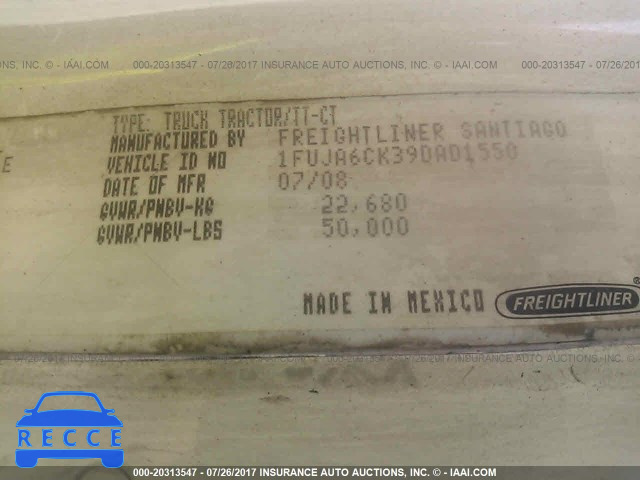 000-20313547 - 07/26/2017 INSURANCE AUTO AUCTIONS, INC. - © IAAI.COM
TYPE: TRUCK TRACTOR/TT-CT
MANUFACTURED BY FREIGHTLINER SANTIAGO
VEHICLE ID NO 1FUJA6CK39DAD1550
DATE OF MFR 07/08
GVWR/PNBV-KG 22,680
GVWR/PNBV-LBS 50,000
MADE IN MEXICO FREIGHTLINER®
RECCE
000-20313547 - 07/26/2017 INSURANCE AUTO AUCTIONS, INC. - © IAAI.COM